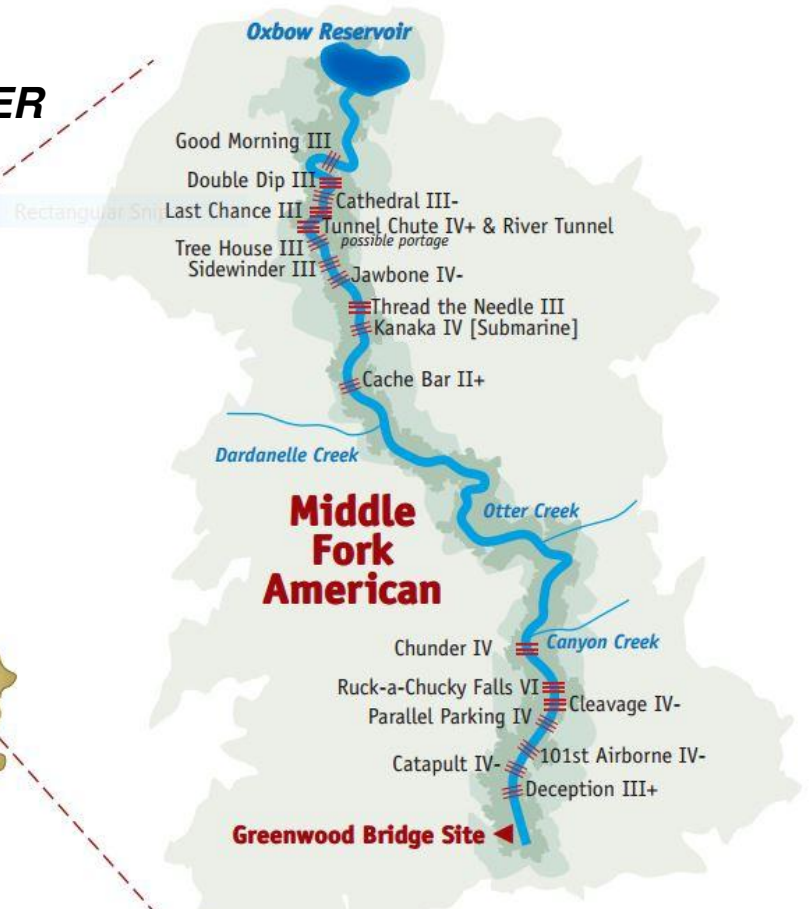 Oxbow Reservoir
ER
Good Morning III
Double Dip III
Cathedral III-
Last Chance III
Tunnel Chute IV+ & River Tunnel
possible portage
Tree House III
Sidewinder III
Jawbone IV-
Thread the Needle III
Kanaka IV [Submarine]
Cache Bar II+
Dardanelle Creek
Middle
Fork
American
Otter Creek
Chunder IV
Canyon Creek
Ruck-a-Chucky Falls VI
Cleavage IV-
Parallel Parking IV
101st Airborne IV-
Catapult IV-
Deception III+
Greenwood Bridge Site
Rectangular Snip